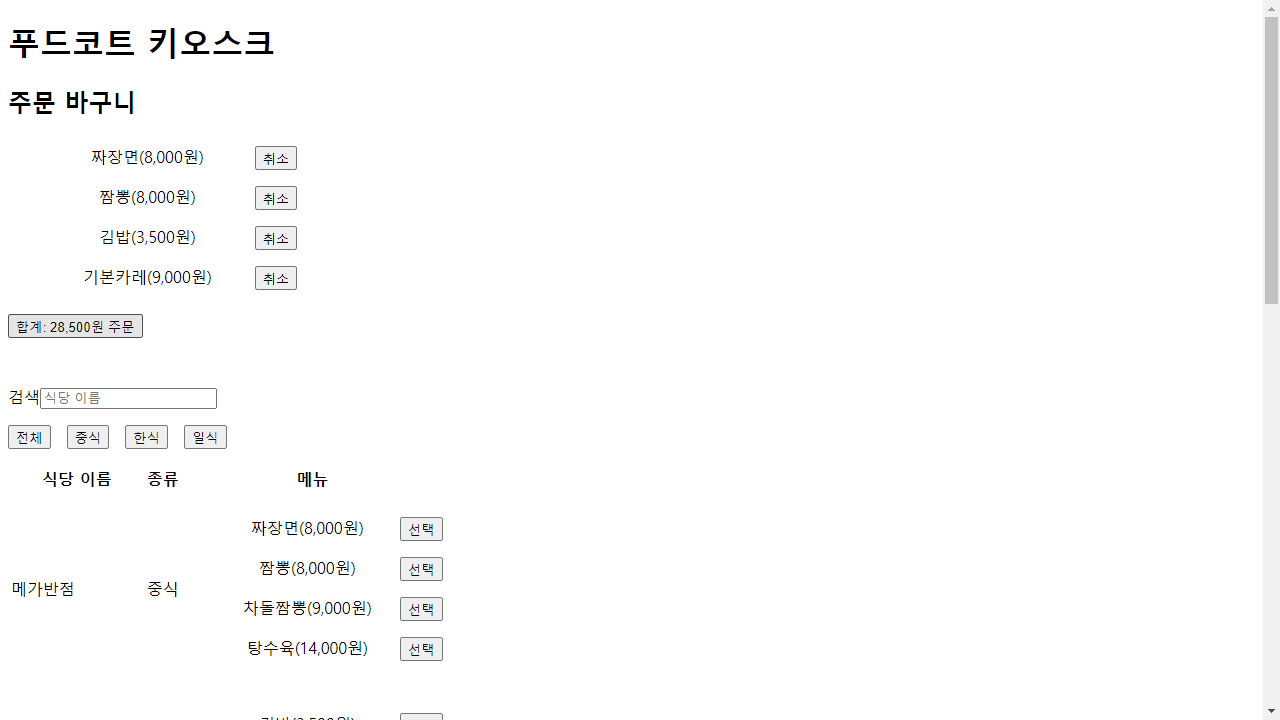 푸드코트 키오스크
주문 바구니
짜장면(8,000원) 취소
짬뽕(8,000원) 취소
김밥(3,500원) 취소
기본카레(9,000원) 취소
합계: 28,500원 주문
검색 식당 이름
전체 중식 한식 일식
식당 이름 종류 메뉴
짜장면(8,000원) 선택
짬뽕(8,000원) 선택
메가반점 중식
차돌짬뽕(9,000원) 선택
탕수육(14,000원) 선택